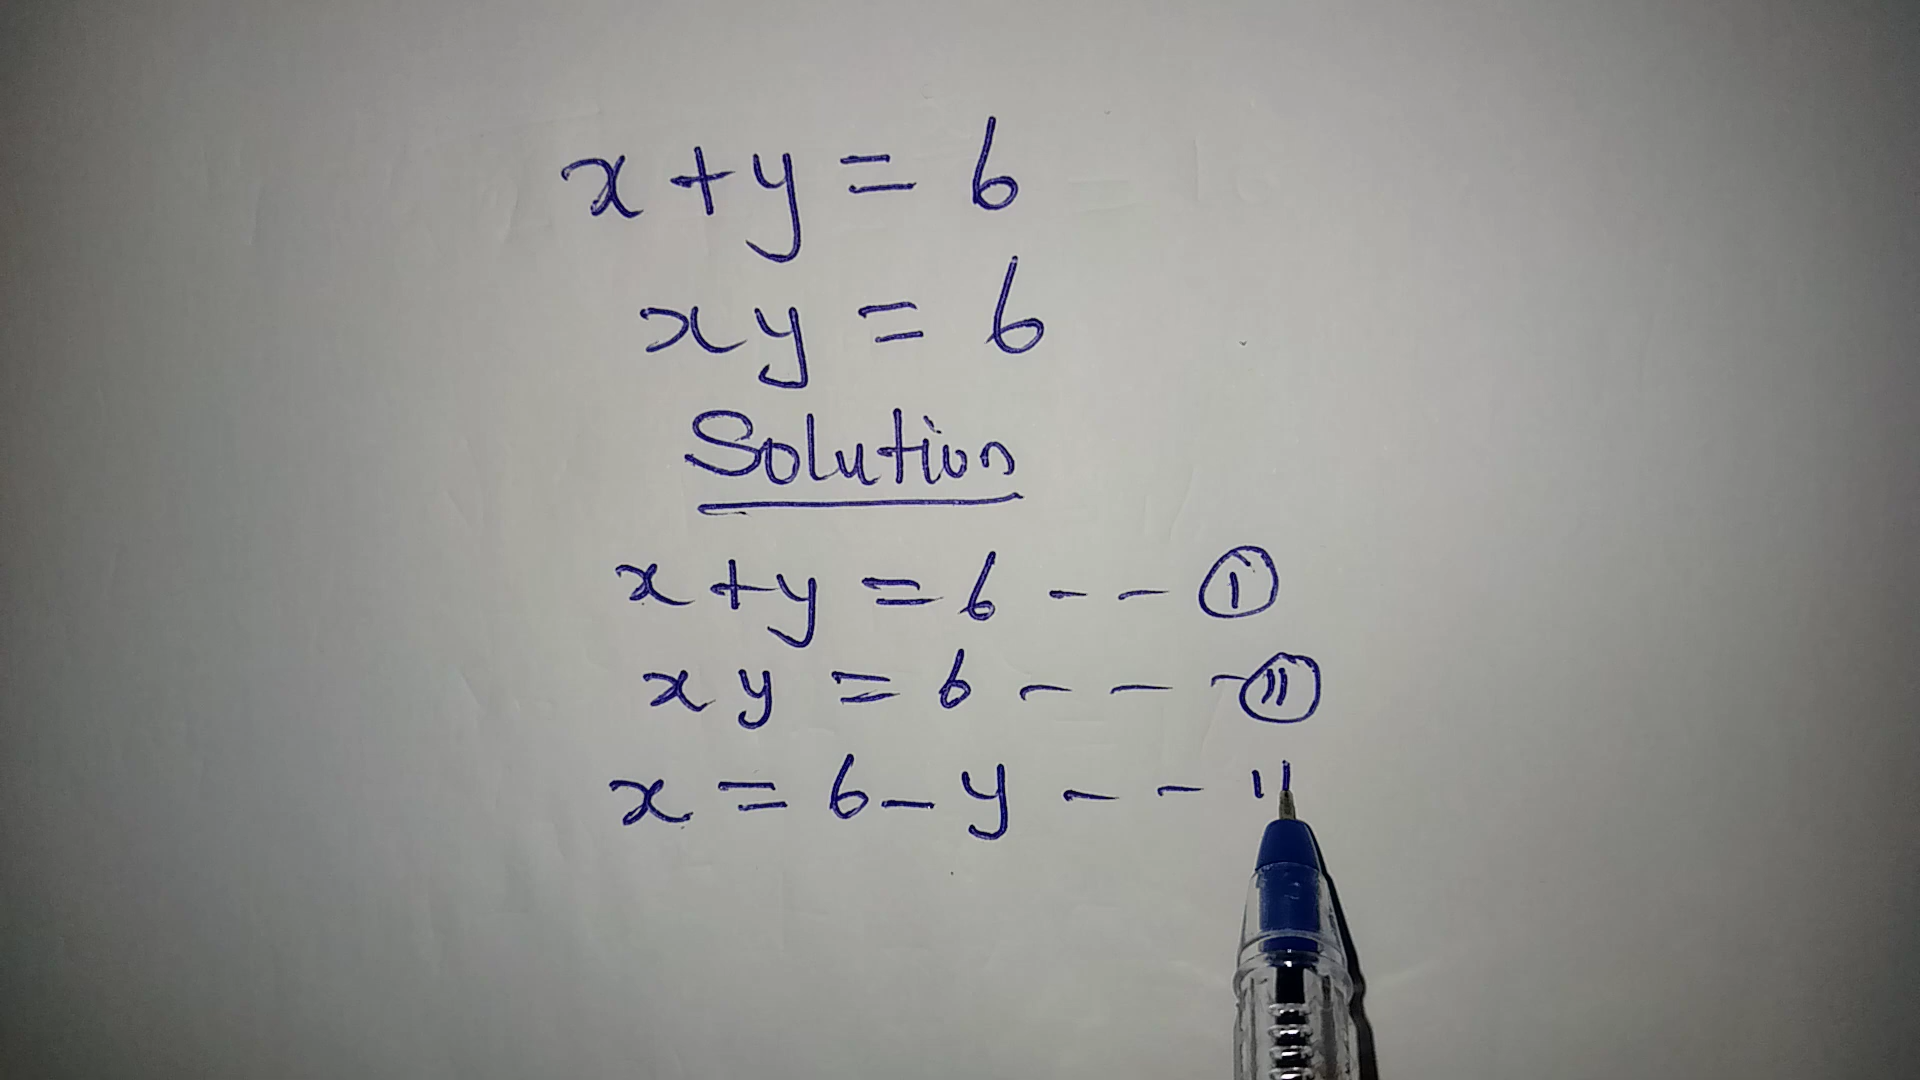 x + y = 6
xy = 6
Solution
x + y = 6 - - (i)
xy = 6 - - - (ii)
x = 6 - y - - ii